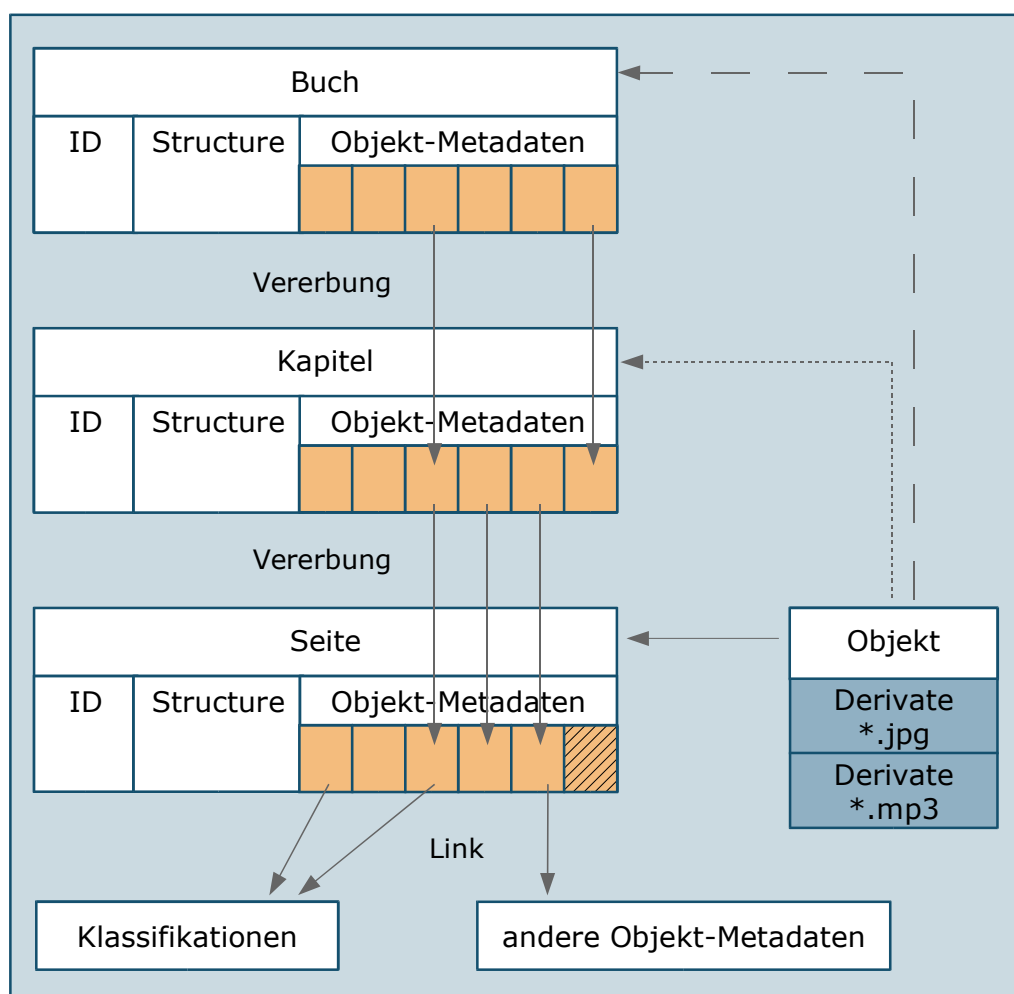 Buch
ID Structure Objekt-Metadaten
Vererbung
Kapitel
ID Structure Objekt-Metadaten
Vererbung
Seite
ID Structure Objekt-Metadaten
Objekt
Derivate
*.jpg
Derivate
*.mp3
Link
Klassifikationen
andere Objekt-Metadaten